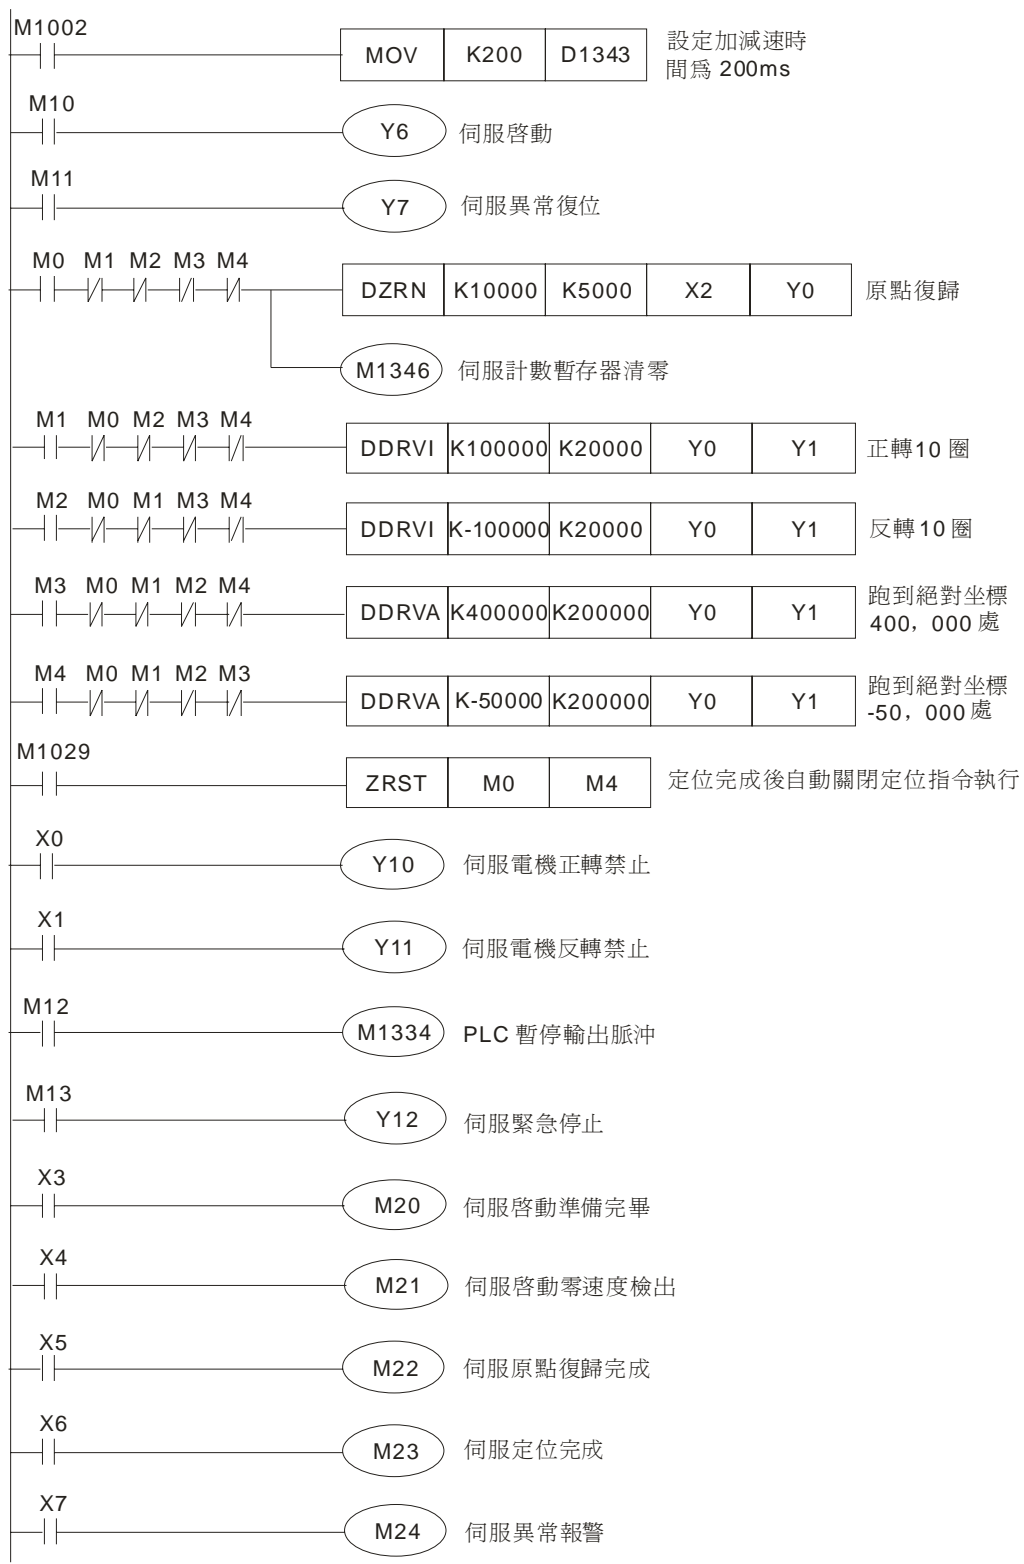 M1002
MOV K200 D1343 設定加減速時
間爲 200ms
M10
Y6 伺服啓動
M11
Y7 伺服異常復位
M0 M1 M2 M3 M4
DZRN K10000 K5000 X2 Y0 原點復歸
M1346 伺服計數暫存器清零
M1 M0 M2 M3 M4
DDRVI K100000 K20000 Y0 Y1 正轉10 圈
M2 M0 M1 M3 M4
DDRVI K-100000 K20000 Y0 Y1 反轉10 圈
M3 M0 M1 M2 M4
DDRVA K400000 K200000 Y0 Y1 跑到絕對坐標
400，000 處
M4 M0 M1 M2 M3
DDRVA K-50000 K200000 Y0 Y1 跑到絕對坐標
-50，000 處
M1029
ZRST M0 M4 定位完成後自動關閉定位指令執行
X0
Y10 伺服電機正轉禁止
X1
Y11 伺服電機反轉禁止
M12
M1334 PLC 暫停輸出脈沖
M13
Y12 伺服緊急停止
X3
M20 伺服啓動準備完畢
X4
M21 伺服啓動零速度檢出
X5
M22 伺服原點復歸完成
X6
M23 伺服定位完成
X7
M24 伺服異常報警